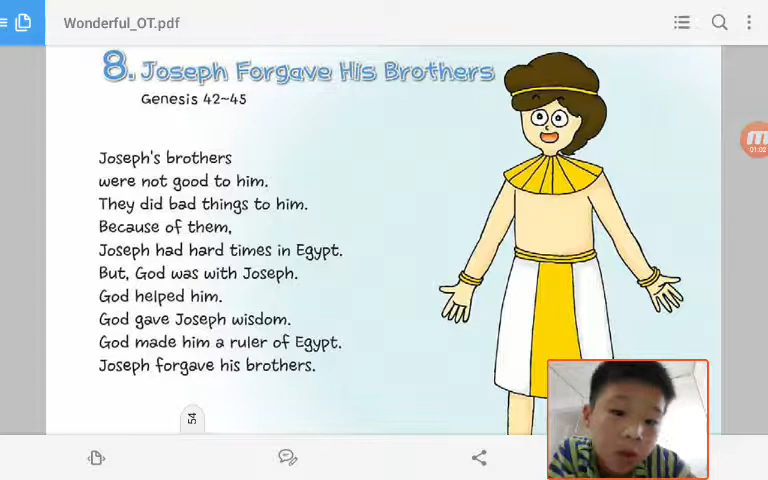 Wonderful_OT.pdf
8. Joseph Forgave His Brothers
Genesis 42~45
Joseph's brothers
were not good to him.
They did bad things to him.
Because of them,
Joseph had hard times in Egypt.
But, God was with Joseph.
God helped him.
God gave Joseph wisdom.
God made him a ruler of Egypt.
Joseph forgave his brothers.
54
01:02